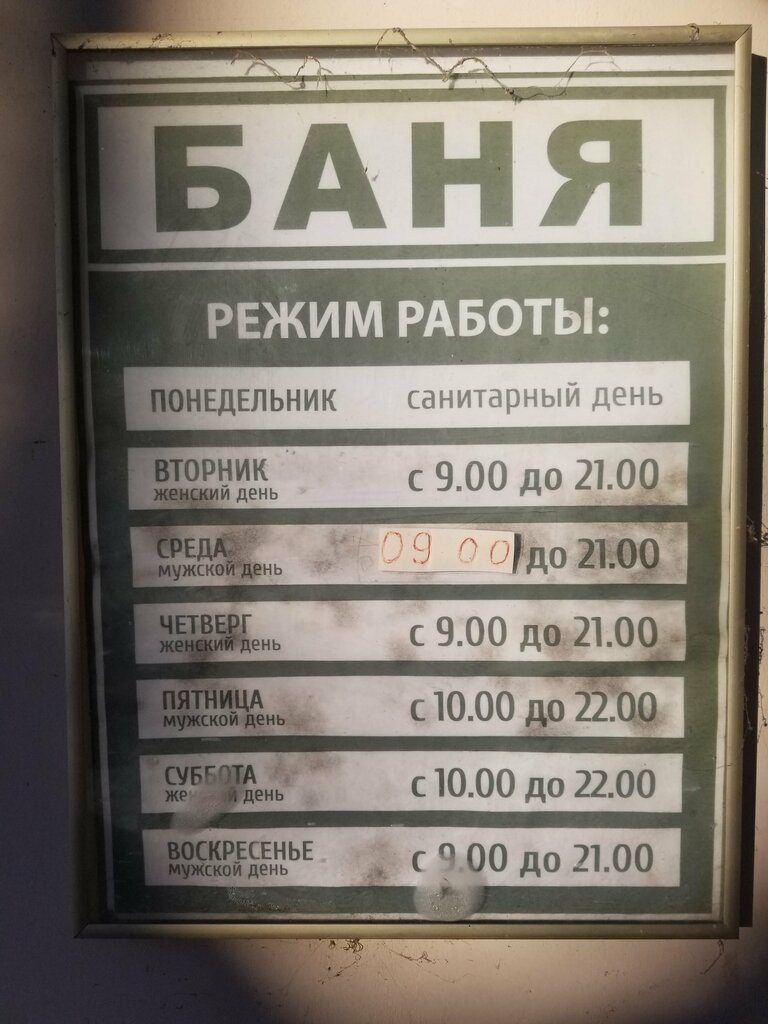 БАНЯ
РЕЖИМ РАБОТЫ:
ПОНЕДЕЛЬНИК санитарный день
ВТОРНИК с 9.00 до 21.00
женский день
СРЕДА 09 00 до 21.00
мужской день
ЧЕТВЕРГ с 9.00 до 21.00
женский день
ПЯТНИЦА с 10.00 до 22.00
мужской день
СУББОТА с 10.00 до 22.00
женский день
ВОСКРЕСЕНЬЕ с 9.00 до 21.00
мужской день